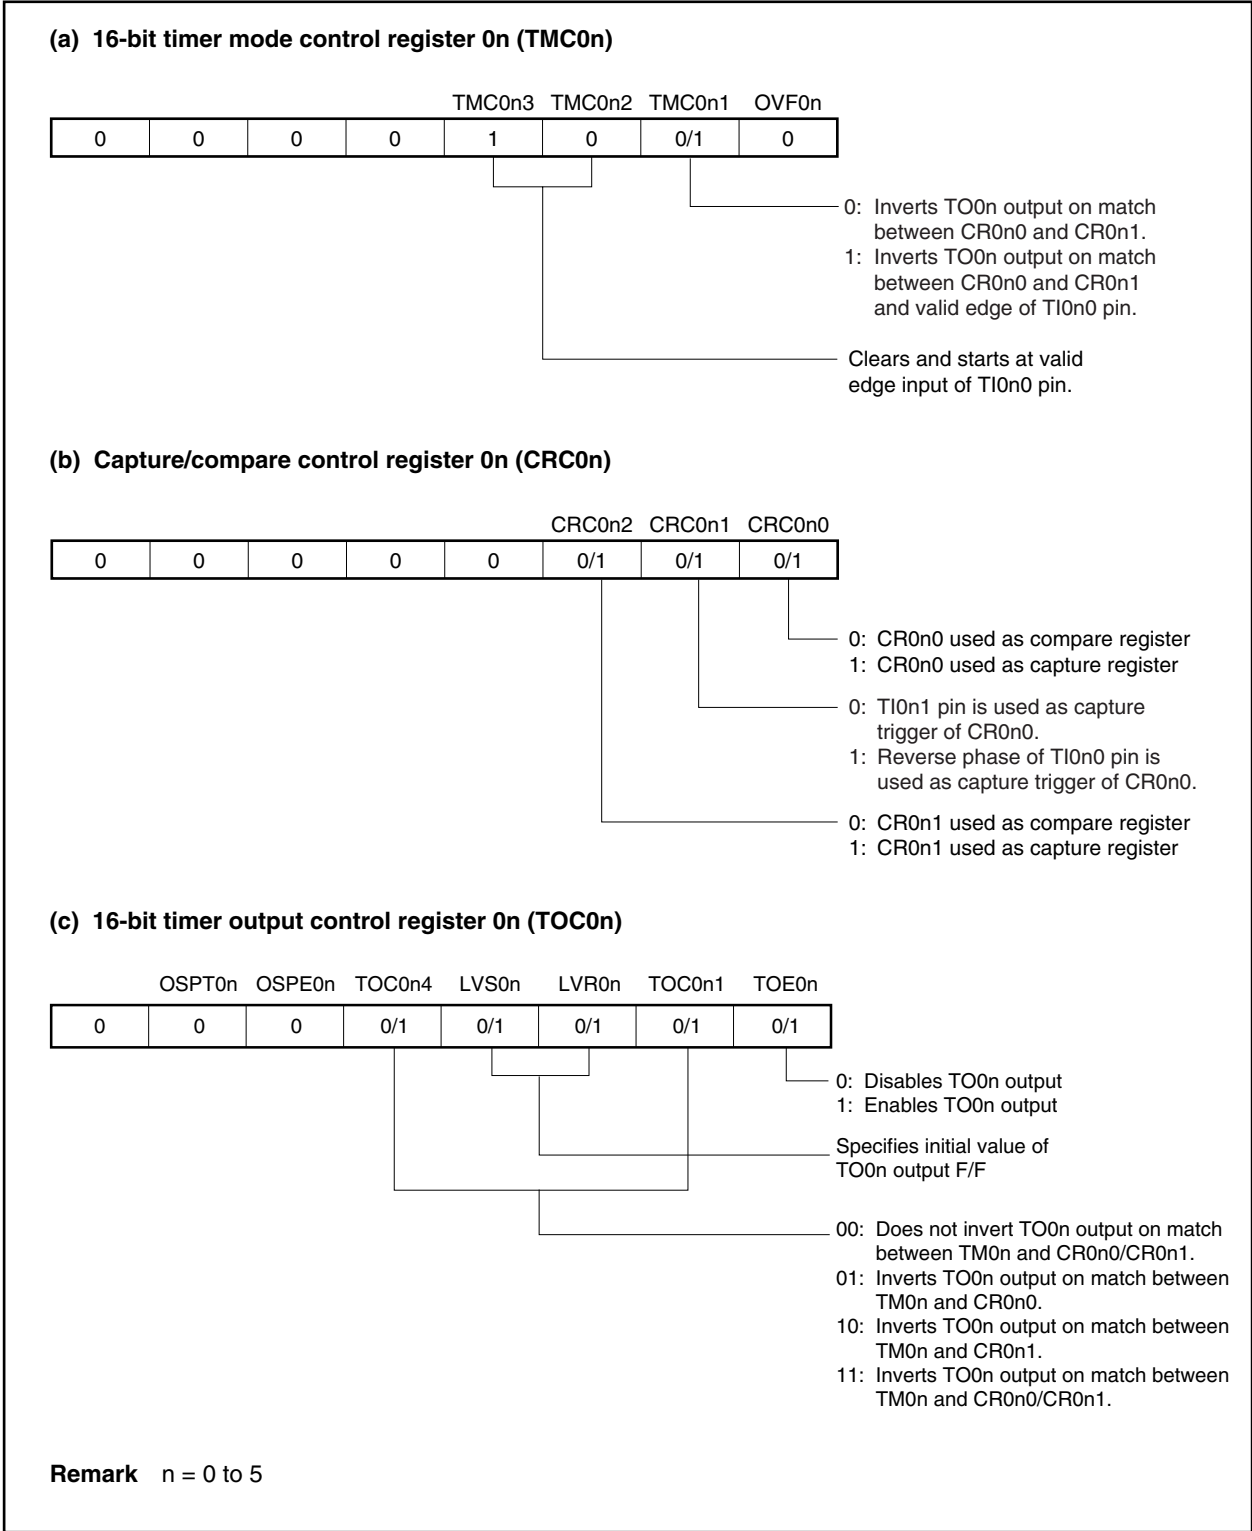 (a) 16-bit timer mode control register 0n (TMC0n)
TMC0n3 TMC0n2 TMC0n1 OVF0n
0 0 0 0 1 0 0/1 0
0: Inverts TO0n output on match
between CR0n0 and CR0n1.
1: Inverts TO0n output on match
between CR0n0 and CR0n1
and valid edge of TI0n0 pin.
Clears and starts at valid
edge input of TI0n0 pin.
(b) Capture/compare control register 0n (CRC0n)
CRC0n2 CRC0n1 CRC0n0
0 0 0 0 0 0/1 0/1 0/1
0: CR0n0 used as compare register
1: CR0n0 used as capture register
0: TI0n1 pin is used as capture
trigger of CR0n0.
1: Reverse phase of TI0n0 pin is
used as capture trigger of CR0n0.
0: CR0n1 used as compare register
1: CR0n1 used as capture register
(c) 16-bit timer output control register 0n (TOC0n)
OSPT0n OSPE0n TOC0n4 LVS0n LVR0n TOC0n1 TOE0n
0 0 0 0/1 0/1 0/1 0/1 0/1
0: Disables TO0n output
1: Enables TO0n output
Specifies initial value of
TO0n output F/F
00: Does not invert TO0n output on match
between TM0n and CR0n0/CR0n1.
01: Inverts TO0n output on match between
TM0n and CR0n0.
10: Inverts TO0n output on match between
TM0n and CR0n1.
11: Inverts TO0n output on match between
TM0n and CR0n0/CR0n1.
Remark n = 0 to 5